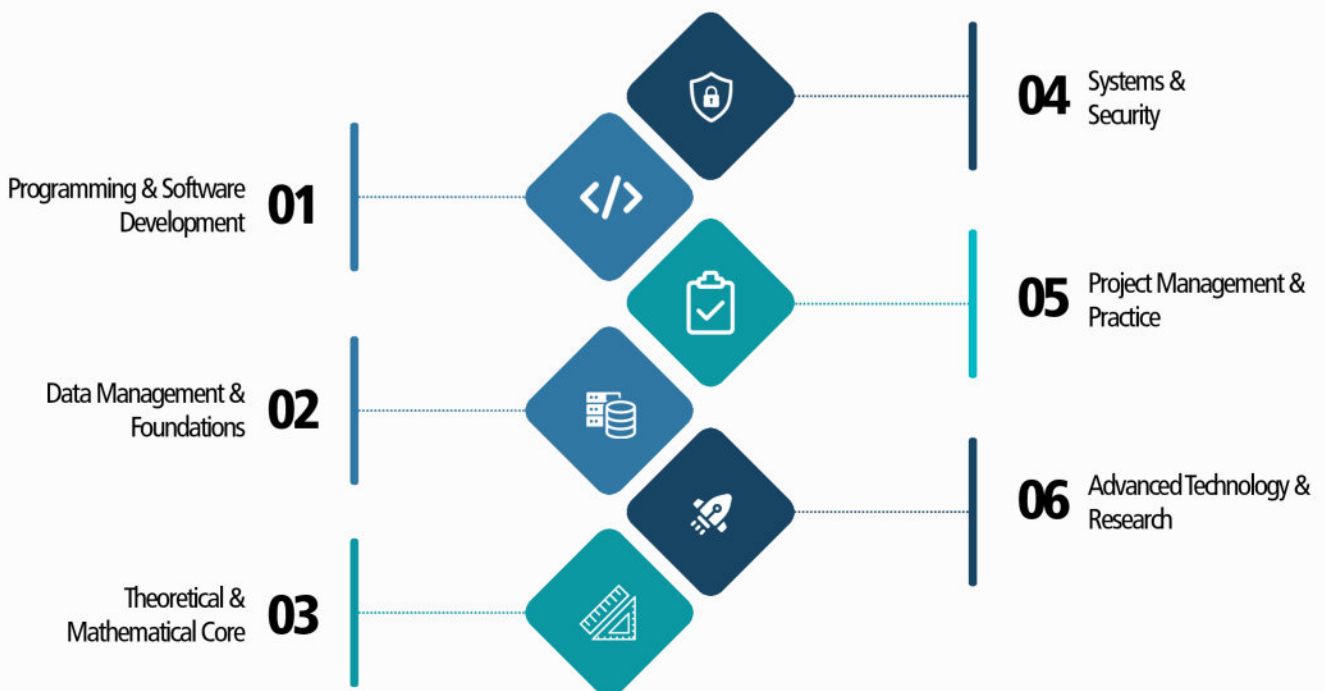 01
Programming & Software
Development
02
Data Management &
Foundations
03
Theoretical &
Mathematical Core
04
Systems &
Security
05
Project Management &
Practice
06
Advanced Technology &
Research